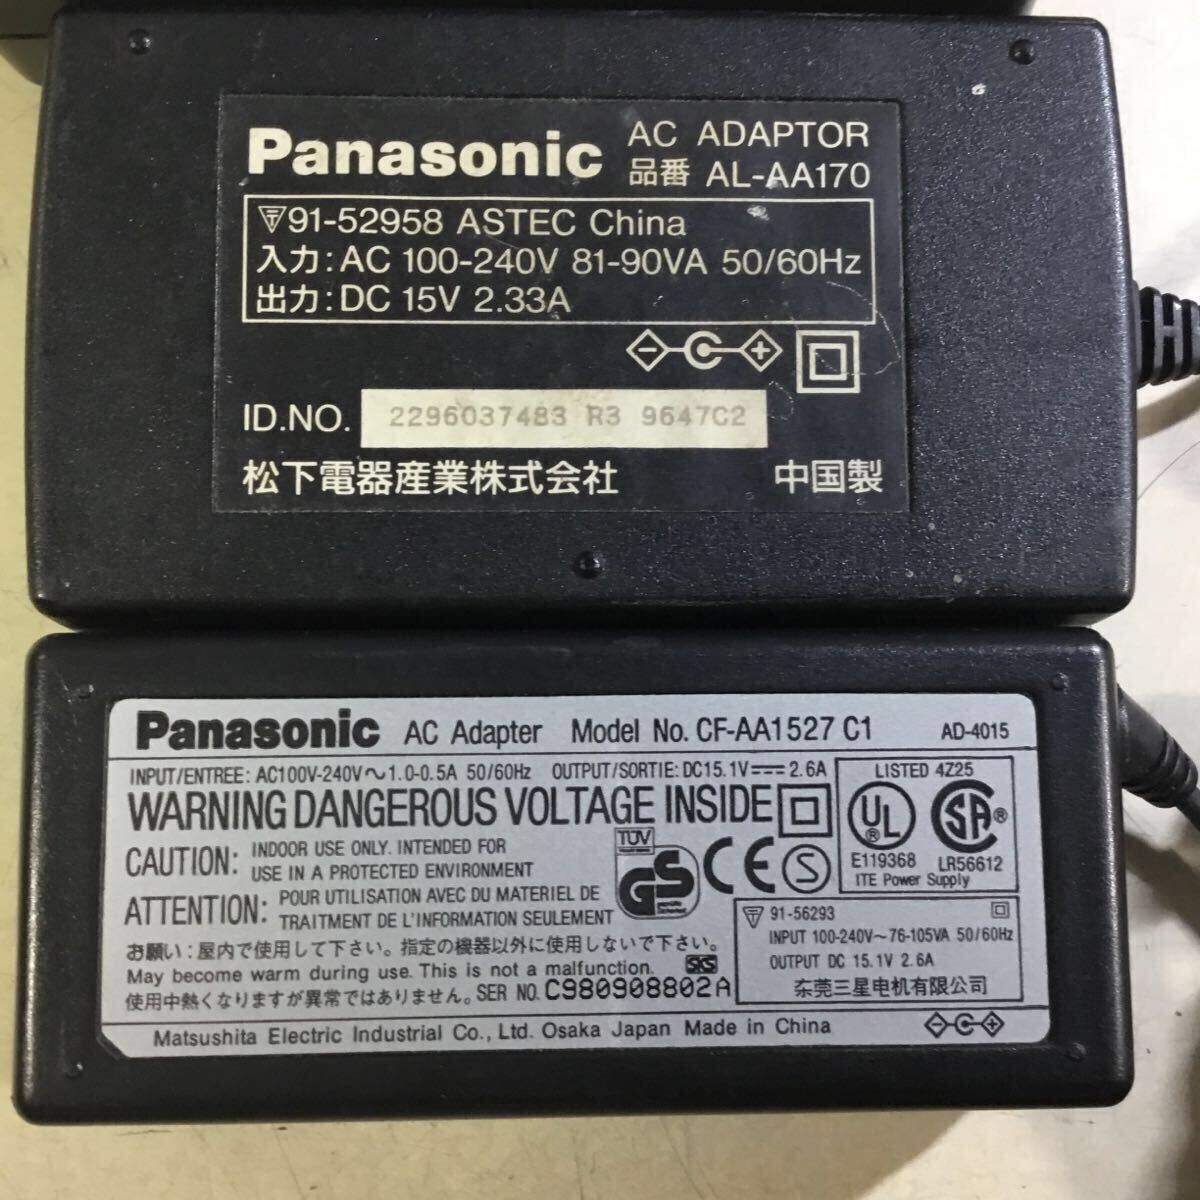 Panasonic AC ADAPTOR
品番 AL-AA170
91-52958 ASTEC China
入力:AC 100-240V 81-90VA 50/60Hz
出力:DC 15V 2.33A
ID.NO. 2296037483 R3 9647C2
松下電器産業株式会社 中国製
Panasonic AC Adapter Model No. CF-AA1527 C1 AD-4015
INPUT/ENTREE: AC100V-240V～1.0-0.5A 50/60Hz OUTPUT/SORTIE: DC15.1V 2.6A
WARNING DANGEROUS VOLTAGE INSIDE
CAUTION: INDOOR USE ONLY. INTENDED FOR
USE IN A PROTECTED ENVIRONMENT
ATTENTION: POUR UTILISATION AVEC DU MATERIEL DE
TRAITMENT DE L'INFORMATION SEULEMENT
お願い:屋内で使用して下さい。指定の機器以外に使用しないで下さい。
May become warm during use. This is not a malfunction.
使用中熱くなりますが異常ではありません。 SER NO. C980908802A
SKS
TÜV
GS
CE
S
LISTED 4Z25
UL ®
SA ®
E119368 LR56612
ITE Power Supply
91-56293
INPUT 100-240V～76-105VA 50/60Hz
OUTPUT DC 15.1V 2.6A
东莞三星电机有限公司
Matsushita Electric Industrial Co., Ltd. Osaka Japan Made in China